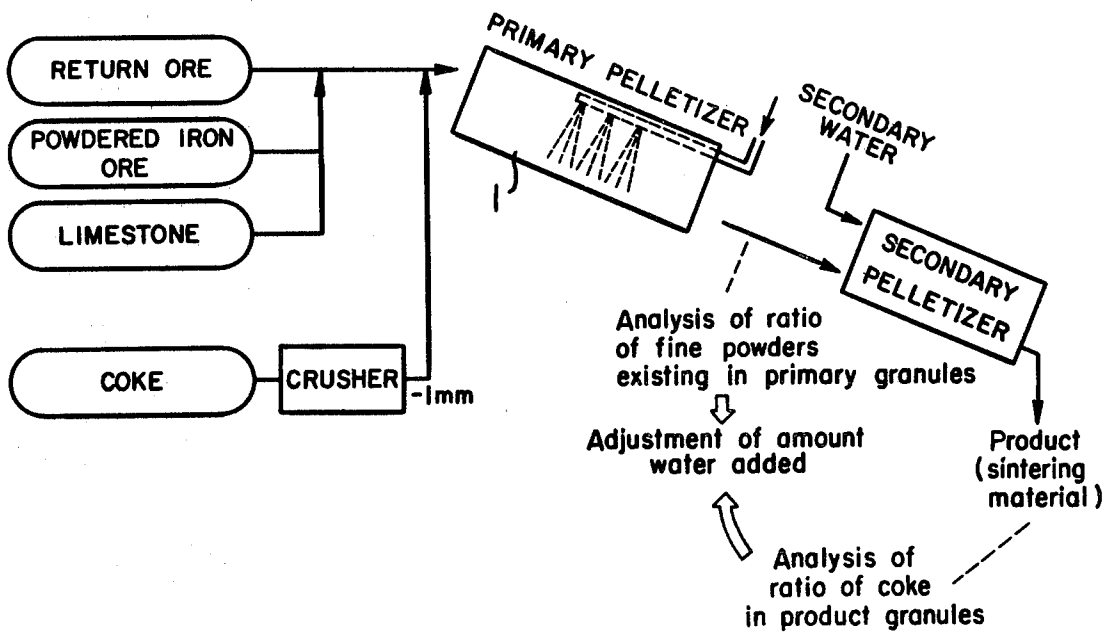 RETURN ORE
POWDERED IRON
ORE
LIMESTONE
COKE
CRUSHER
-1mm
PRIMARY PELLETIZER
1
SECONDARY
WATER
SECONDARY
PELLETIZER
Analysis of ratio
of fine powders
existing in primary granules
Adjustment of amount
water added
Product
(sintering
material)
Analysis of
ratio of coke
in product granules